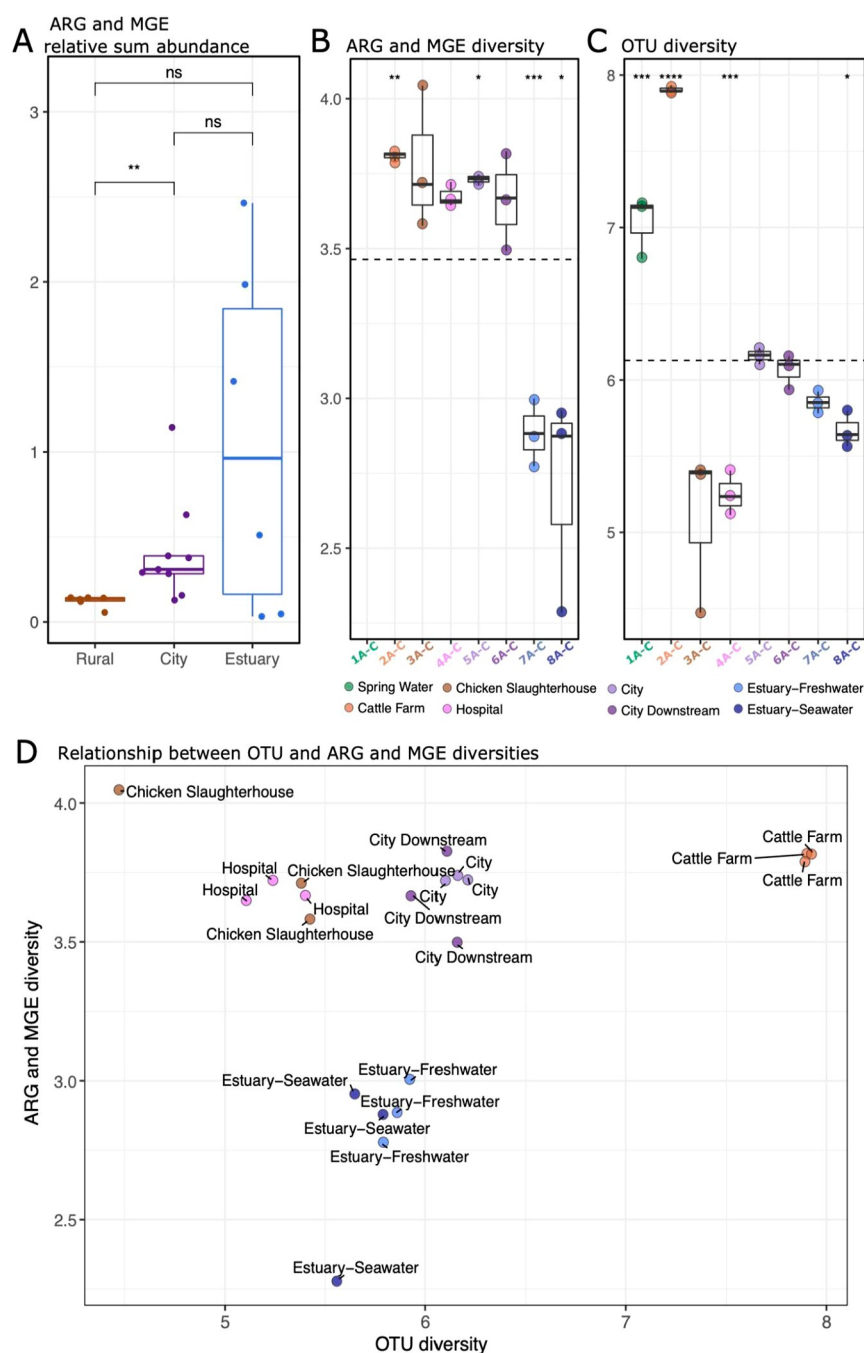 A
ARG and MGE
relative sum abundance
ns
ns
**
3
2
1
0
Rural
City
Estuary
B
ARG and MGE diversity
** * *** *
4.0
3.5
3.0
2.5
1A-C
2A-C
3A-C
4A-C
5A-C
6A-C
7A-C
8A-C
C
OTU diversity
*** **** *** *
8
7
6
5
1A-C
2A-C
3A-C
4A-C
5A-C
6A-C
7A-C
8A-C
Spring Water
Chicken Slaughterhouse
City
Estuary−Freshwater
Cattle Farm
Hospital
City Downstream
Estuary−Seawater
D
Relationship between OTU and ARG and MGE diversities
ARG and MGE diversity
4.0
3.5
3.0
2.5
Chicken Slaughterhouse
Cattle Farm
City Downstream
Cattle Farm
City
Hospital
Chicken Slaughterhouse
Cattle Farm
Hospital
City
City
Hospital
City Downstream
Chicken Slaughterhouse
City Downstream
Estuary−Freshwater
Estuary−Seawater
Estuary−Freshwater
Estuary−Seawater
Estuary−Freshwater
Estuary−Seawater
5
6
7
8
OTU diversity